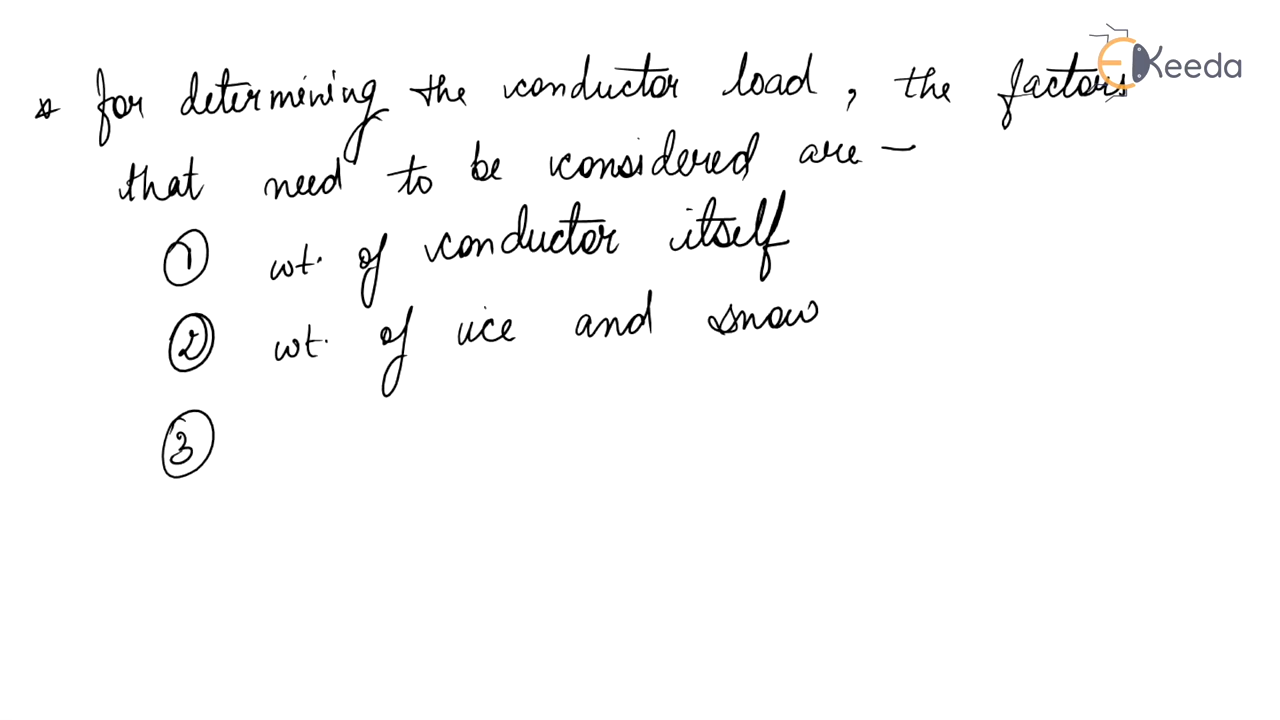 * for determining the conductor load, the factors
that need to be considered are —
① wt. of conductor itself
② wt. of ice and snow
③
EKeeda